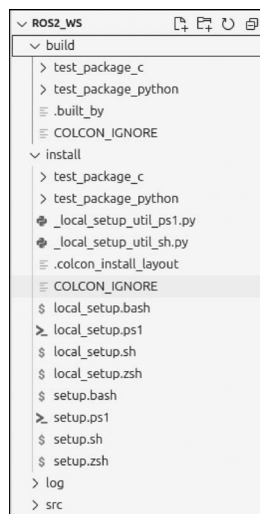 ROS2_WS
build
test_package_c
test_package_python
.built_by
COLCON_IGNORE
install
test_package_c
test_package_python
_local_setup_util_ps1.py
_local_setup_util_sh.py
.colcon_install_layout
COLCON_IGNORE
$ local_setup.bash
local_setup.ps1
$ local_setup.sh
$ local_setup.zsh
$ setup.bash
setup.ps1
$ setup.sh
$ setup.zsh
log
src